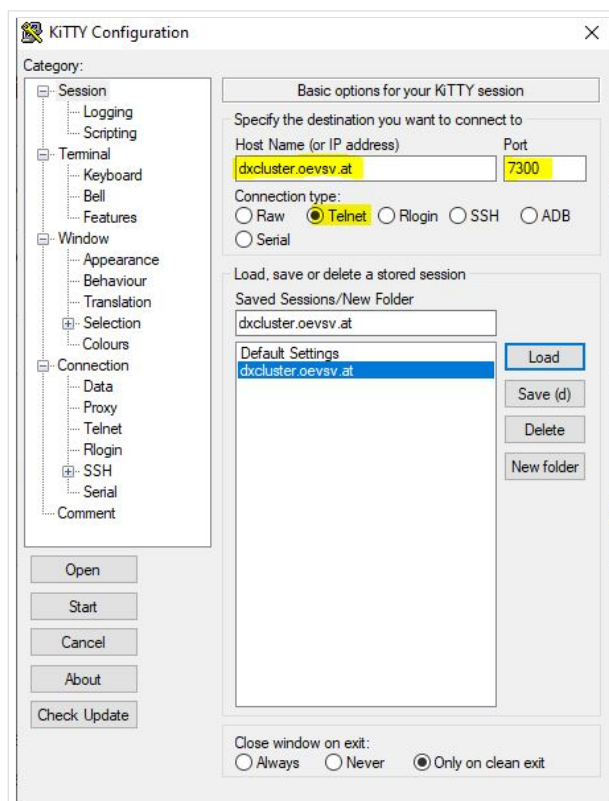 KiTTY Configuration
Category:
Session
Logging
Scripting
Terminal
Keyboard
Bell
Features
Window
Appearance
Behaviour
Translation
Selection
Colours
Connection
Data
Proxy
Telnet
Rlogin
SSH
Serial
Comment
Open
Start
Cancel
About
Check Update
Basic options for your KiTTY session
Specify the destination you want to connect to
Host Name (or IP address) Port
dxcluster.oevsv.at 7300
Connection type:
Raw Telnet Rlogin SSH ADB
Serial
Load, save or delete a stored session
Saved Sessions/New Folder
dxcluster.oevsv.at
Default Settings
dxcluster.oevsv.at
Load
Save (d)
Delete
New folder
Close window on exit:
Always Never Only on clean exit